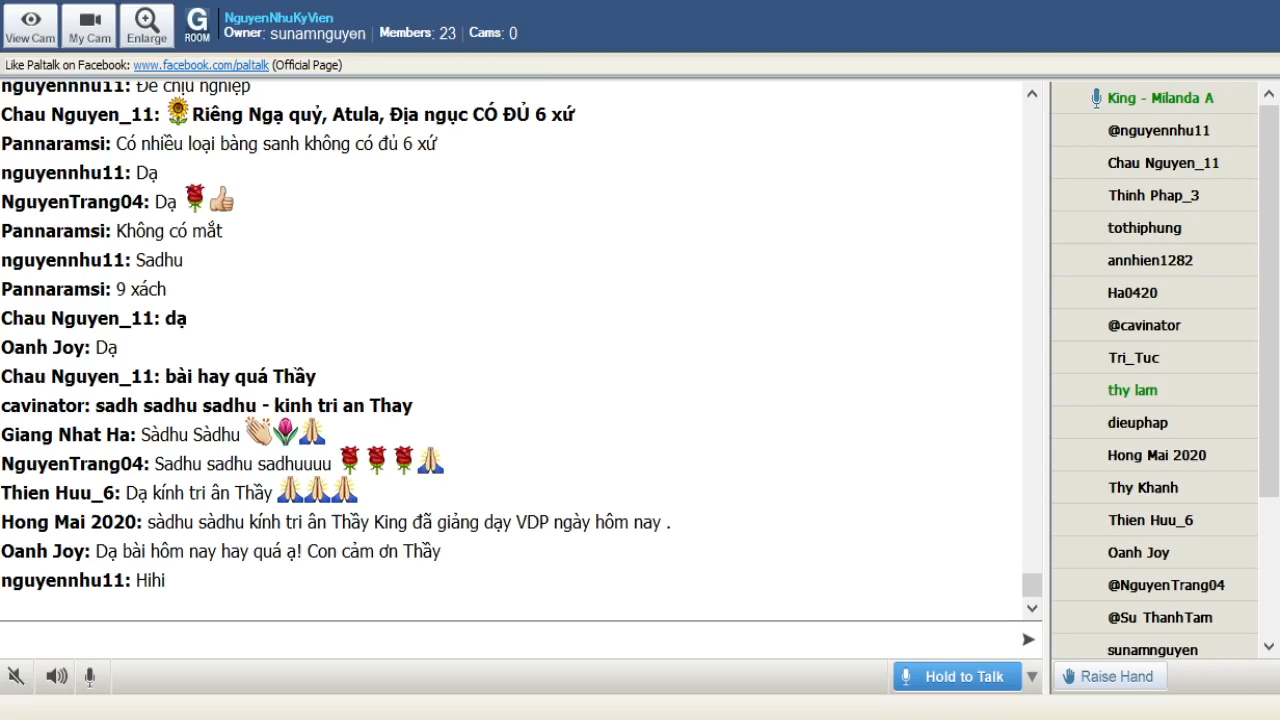 View Cam
My Cam
Enlarge
G
ROOM
NguyenNhuKyVien
Owner: sunamnguyen | Members: 23 | Cams: 0
Like Paltalk on Facebook: www.facebook.com/paltalk (Official Page)
nguyennhu11: Để chịu nghiệp
Chau Nguyen_11: Riêng Ngạ quỷ, Atula, Địa ngục CÓ ĐỦ 6 xứ
Pannaramsi: Có nhiều loại bàng sanh không có đủ 6 xứ
nguyennhu11: Dạ
NguyenTrang04: Dạ
Pannaramsi: Không có mắt
nguyennhu11: Sadhu
Pannaramsi: 9 xách
Chau Nguyen_11: dạ
Oanh Joy: Dạ
Chau Nguyen_11: bài hay quá Thầy
cavinator: sadh sadhu sadhu - kinh tri an Thay
Giang Nhat Ha: Sàdhu Sàdhu
NguyenTrang04: Sadhu sadhu sadhuuuu
Thien Huu_6: Dạ kính tri ân Thầy
Hong Mai 2020: sàdhu sàdhu kính tri ân Thầy King đã giảng dạy VDP ngày hôm nay .
Oanh Joy: Dạ bài hôm nay hay quá ạ! Con cảm ơn Thầy
nguyennhu11: Hihi
King - Milanda A
@nguyennhu11
Chau Nguyen_11
Thinh Phap_3
tothiphung
annhien1282
Ha0420
@cavinator
Tri_Tuc
thy lam
dieuphap
Hong Mai 2020
Thy Khanh
Thien Huu_6
Oanh Joy
@NguyenTrang04
@Su ThanhTam
sunamnguyen
Hold to Talk
Raise Hand